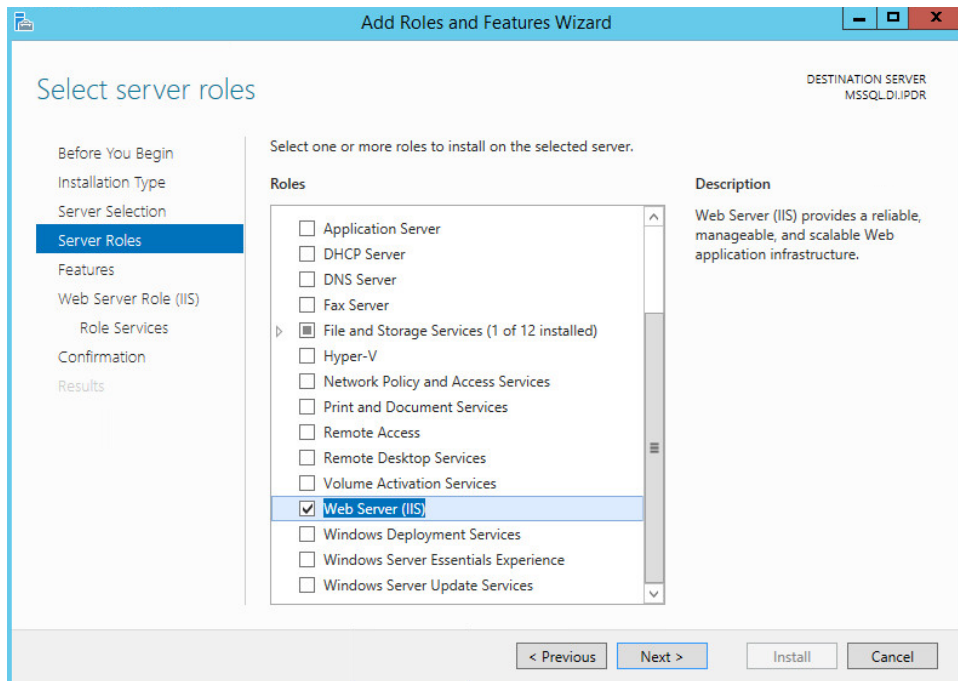 Add Roles and Features Wizard
Select server roles
DESTINATION SERVER
MSSQL.DI.IPDR
Before You Begin
Installation Type
Server Selection
Server Roles
Features
Web Server Role (IIS)
Role Services
Confirmation
Results
Select one or more roles to install on the selected server.
Roles
Application Server
DHCP Server
DNS Server
Fax Server
File and Storage Services (1 of 12 installed)
Hyper-V
Network Policy and Access Services
Print and Document Services
Remote Access
Remote Desktop Services
Volume Activation Services
Web Server (IIS)
Windows Deployment Services
Windows Server Essentials Experience
Windows Server Update Services
Description
Web Server (IIS) provides a reliable,
manageable, and scalable Web
application infrastructure.
< Previous
Next >
Install
Cancel